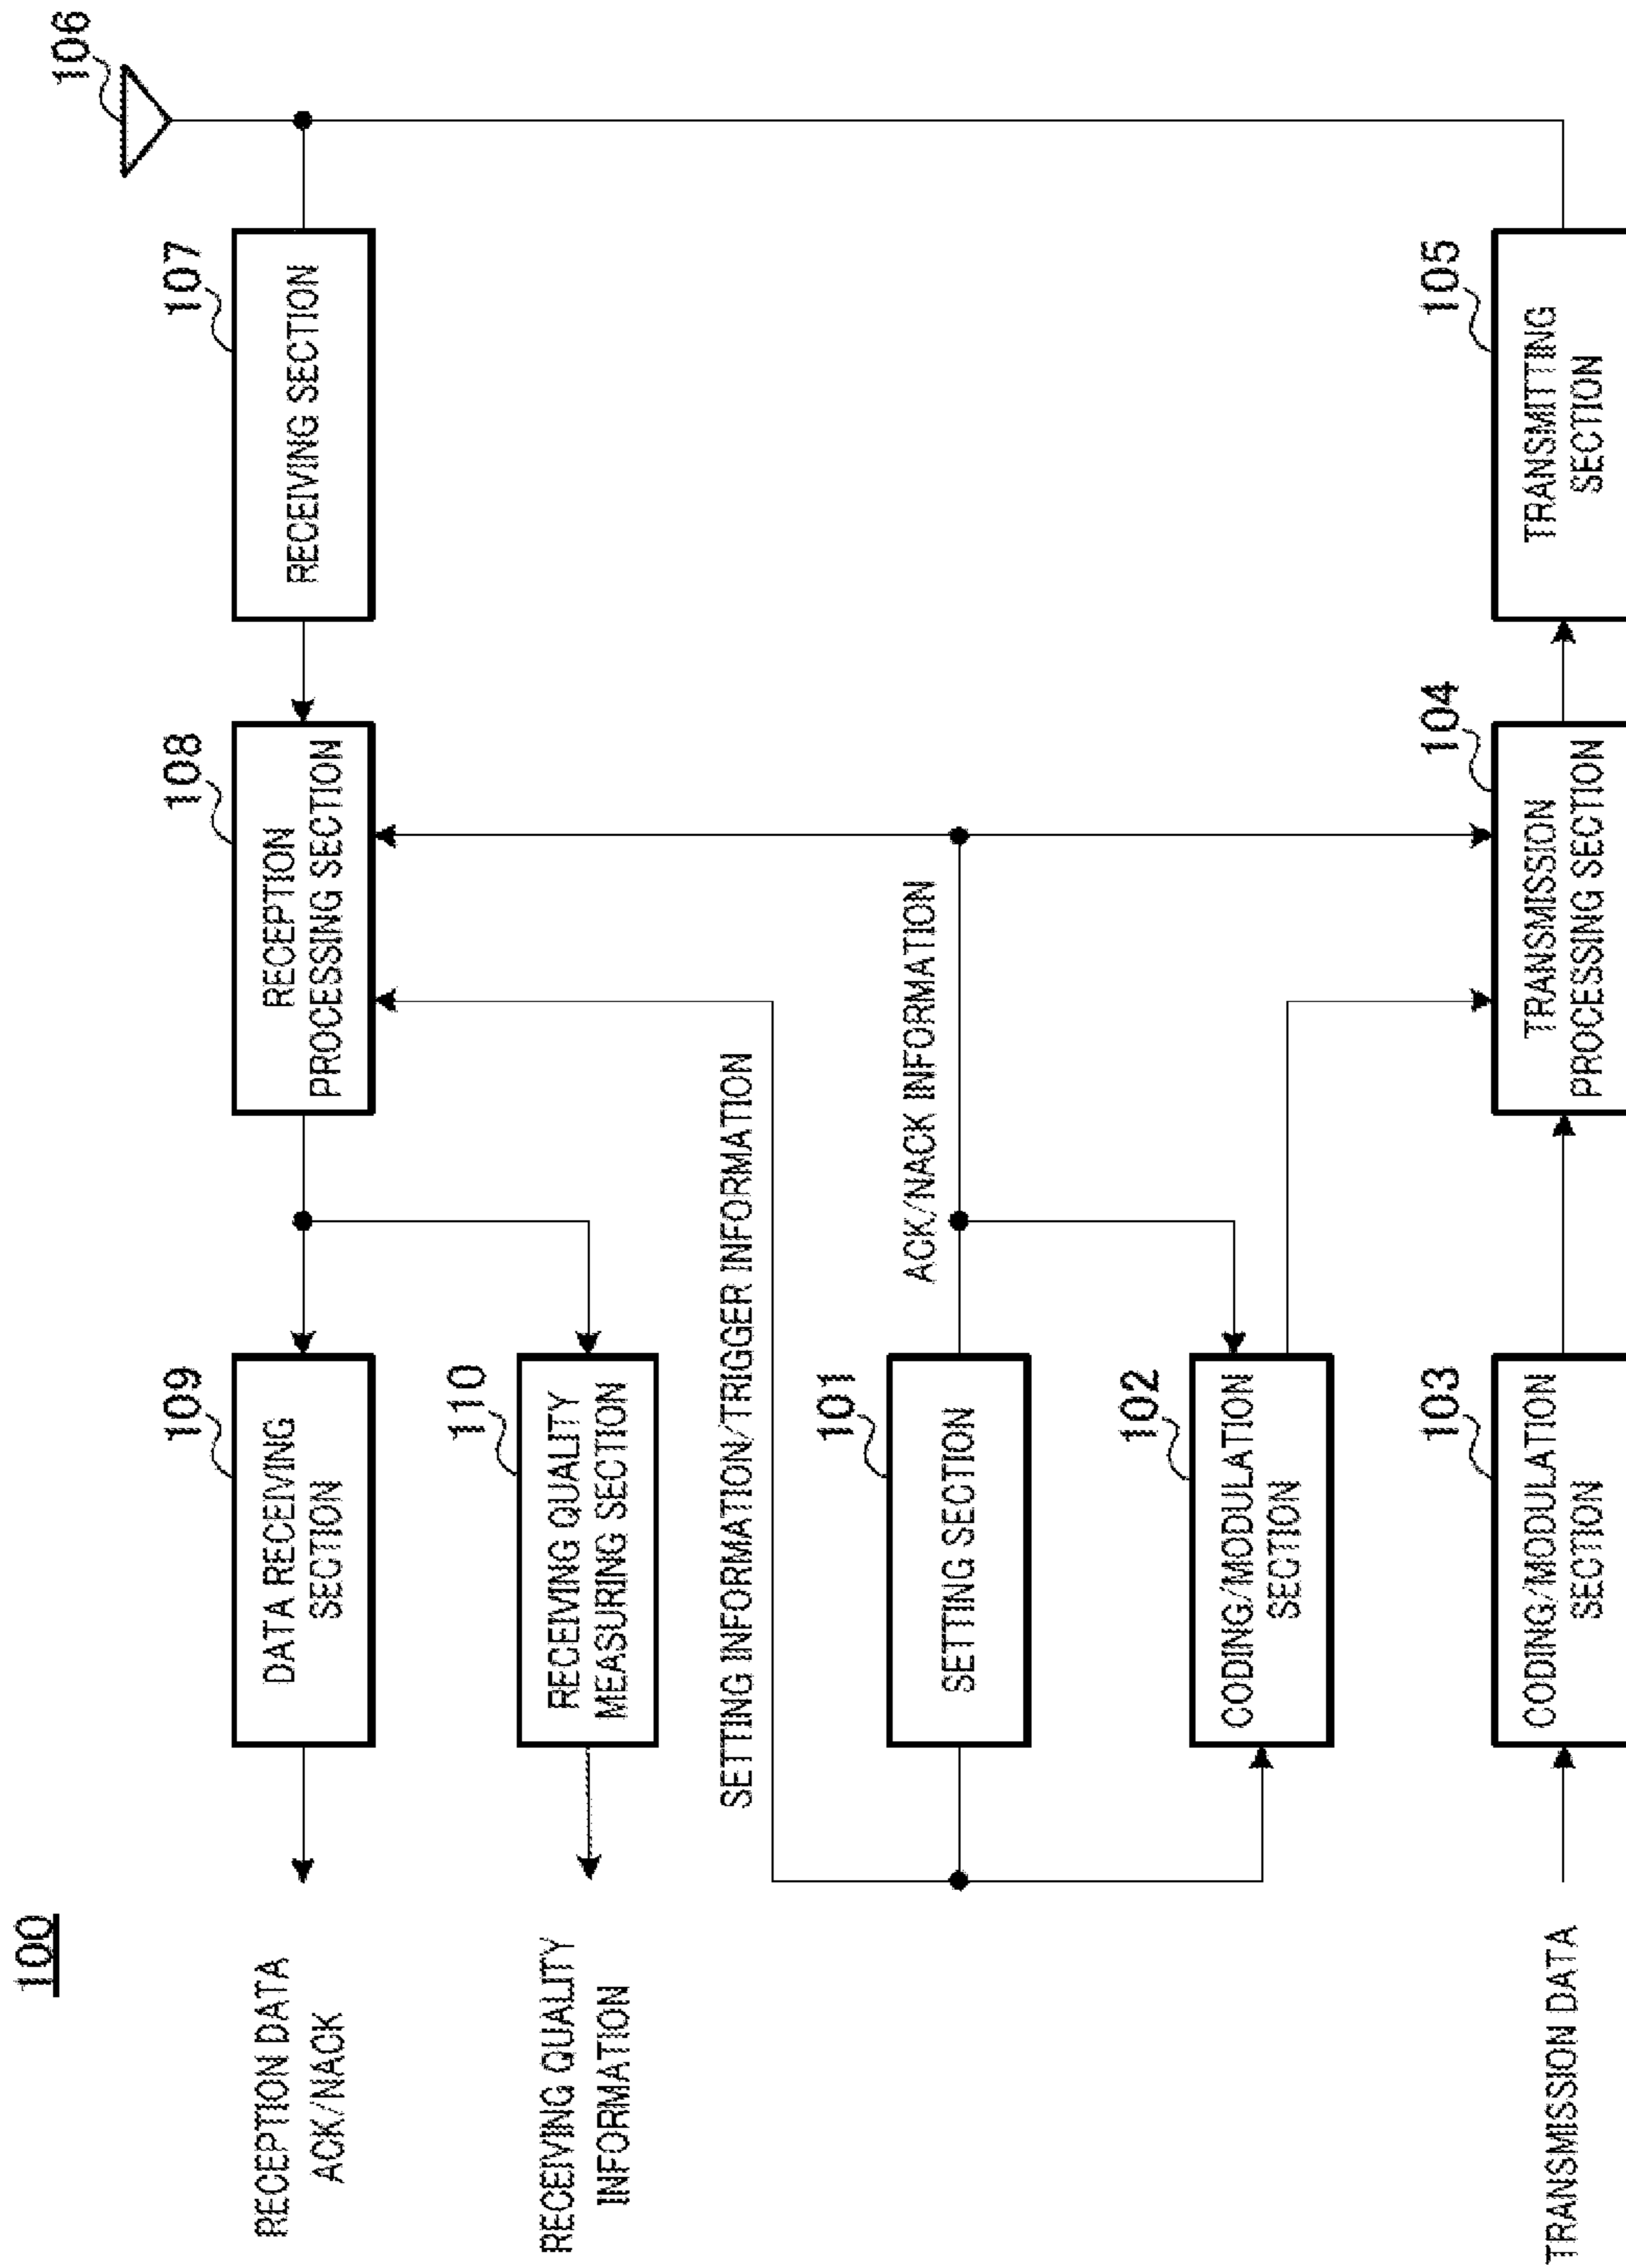 100
106
107
RECEIVING SECTION
108
RECEPTION
PROCESSING SECTION
109
DATA RECEIVING
SECTION
RECEPTION DATA
ACK/NACK
110
RECEIVING QUALITY
MEASURING SECTION
RECEIVING QUALITY
INFORMATION
SETTING INFORMATION/TRIGGER INFORMATION
101
SETTING SECTION
ACK/NACK INFORMATION
102
CODING/MODULATION
SECTION
103
CODING/MODULATION
SECTION
TRANSMISSION DATA
104
TRANSMISSION
PROCESSING SECTION
105
TRANSMITTING
SECTION